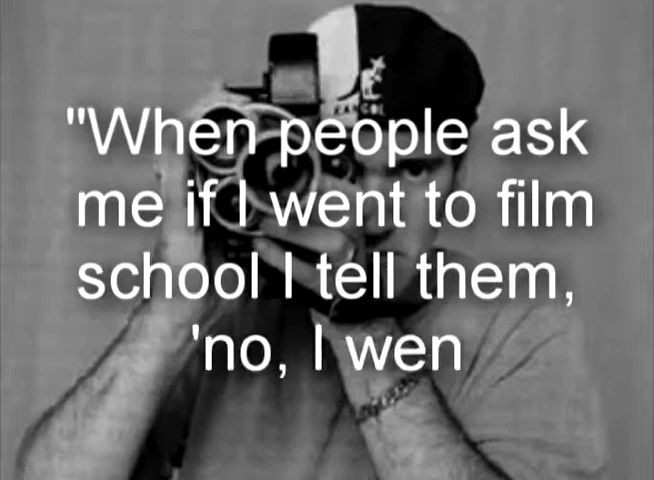 "When people ask
me if I went to film
school I tell them,
'no, I wen